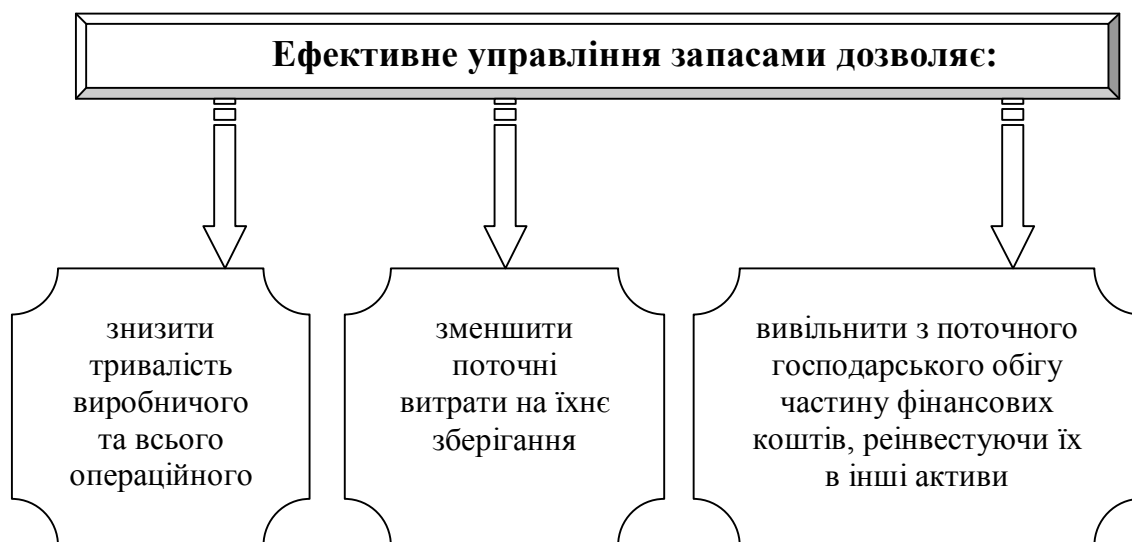 Ефективне управління запасами дозволяє:
знизити
тривалість
виробничого
та всього
операційного
зменшити
поточні
витрати на їхнє
зберігання
вивільнити з поточного
господарського обігу
частину фінансових
коштів, реінвестуючи їх
в інші активи